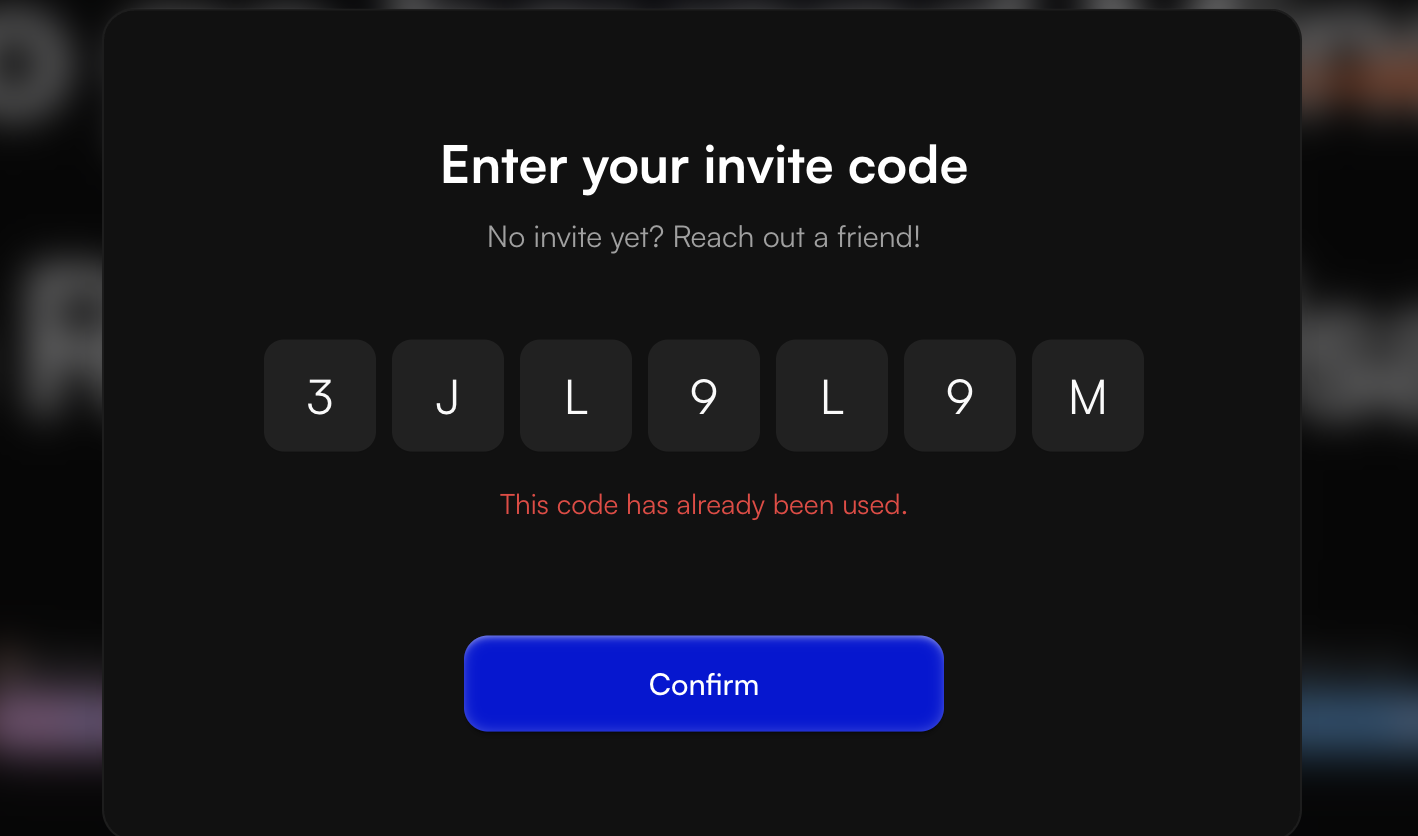 Enter your invite code
No invite yet? Reach out a friend!
3 J L 9 L 9 M
This code has already been used.
Confirm